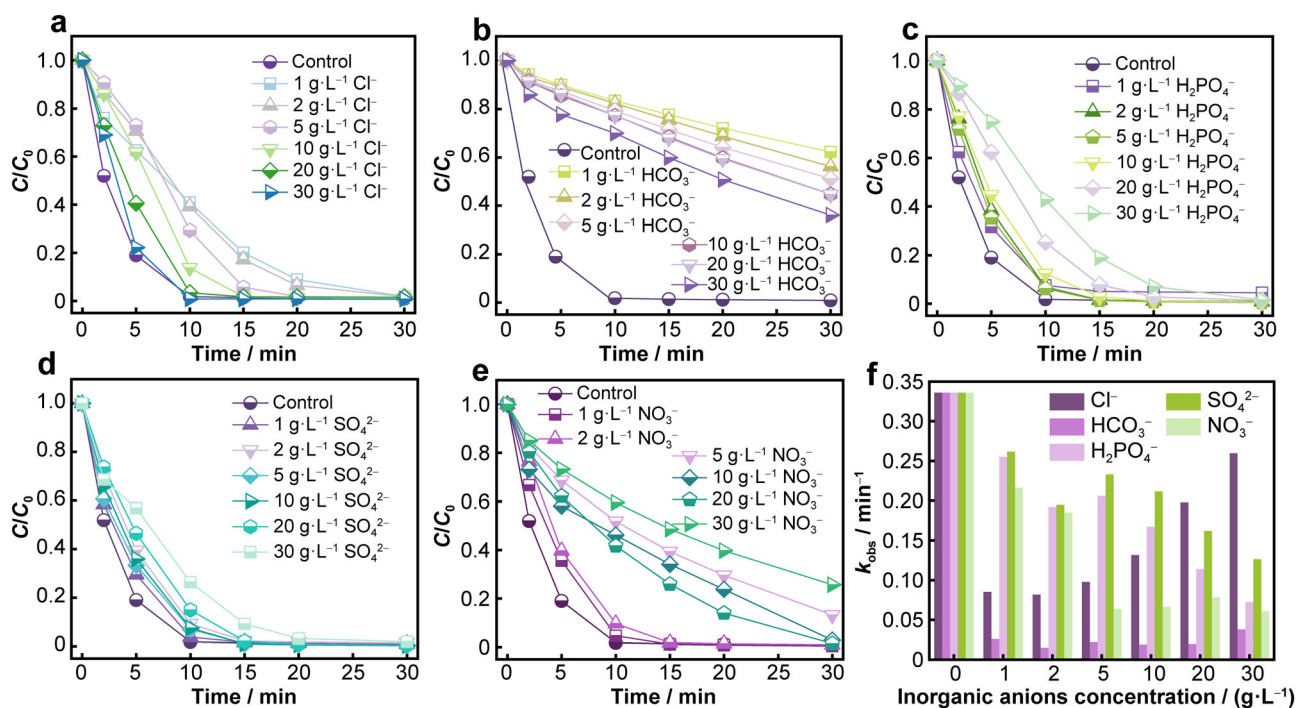 a
C/C₀
1.0
0.8
0.6
0.4
0.2
0
0 5 10 15 20 30
Time / min
Control
1 g·L⁻¹ Cl⁻
2 g·L⁻¹ Cl⁻
5 g·L⁻¹ Cl⁻
10 g·L⁻¹ Cl⁻
20 g·L⁻¹ Cl⁻
30 g·L⁻¹ Cl⁻
b
C/C₀
1.0
0.8
0.6
0.4
0.2
0
0 5 10 15 20 30
Time / min
Control
1 g·L⁻¹ HCO₃⁻
2 g·L⁻¹ HCO₃⁻
5 g·L⁻¹ HCO₃⁻
10 g·L⁻¹ HCO₃⁻
20 g·L⁻¹ HCO₃⁻
30 g·L⁻¹ HCO₃⁻
c
C/C₀
1.0
0.8
0.6
0.4
0.2
0
0 5 10 15 20 30
Time / min
Control
1 g·L⁻¹ H₂PO₄⁻
2 g·L⁻¹ H₂PO₄⁻
5 g·L⁻¹ H₂PO₄⁻
10 g·L⁻¹ H₂PO₄⁻
20 g·L⁻¹ H₂PO₄⁻
30 g·L⁻¹ H₂PO₄⁻
d
C/C₀
1.0
0.8
0.6
0.4
0.2
0
0 5 10 15 20 30
Time / min
Control
1 g·L⁻¹ SO₄²⁻
2 g·L⁻¹ SO₄²⁻
5 g·L⁻¹ SO₄²⁻
10 g·L⁻¹ SO₄²⁻
20 g·L⁻¹ SO₄²⁻
30 g·L⁻¹ SO₄²⁻
e
C/C₀
1.0
0.8
0.6
0.4
0.2
0
0 5 10 15 20 30
Time / min
Control
1 g·L⁻¹ NO₃⁻
2 g·L⁻¹ NO₃⁻
5 g·L⁻¹ NO₃⁻
10 g·L⁻¹ NO₃⁻
20 g·L⁻¹ NO₃⁻
30 g·L⁻¹ NO₃⁻
f
k_obs / min⁻¹
0.35
0.30
0.25
0.20
0.15
0.10
0.05
0
0 1 2 5 10 20 30
Inorganic anions concentration / (g·L⁻¹)
Cl⁻
HCO₃⁻
H₂PO₄⁻
SO₄²⁻
NO₃⁻